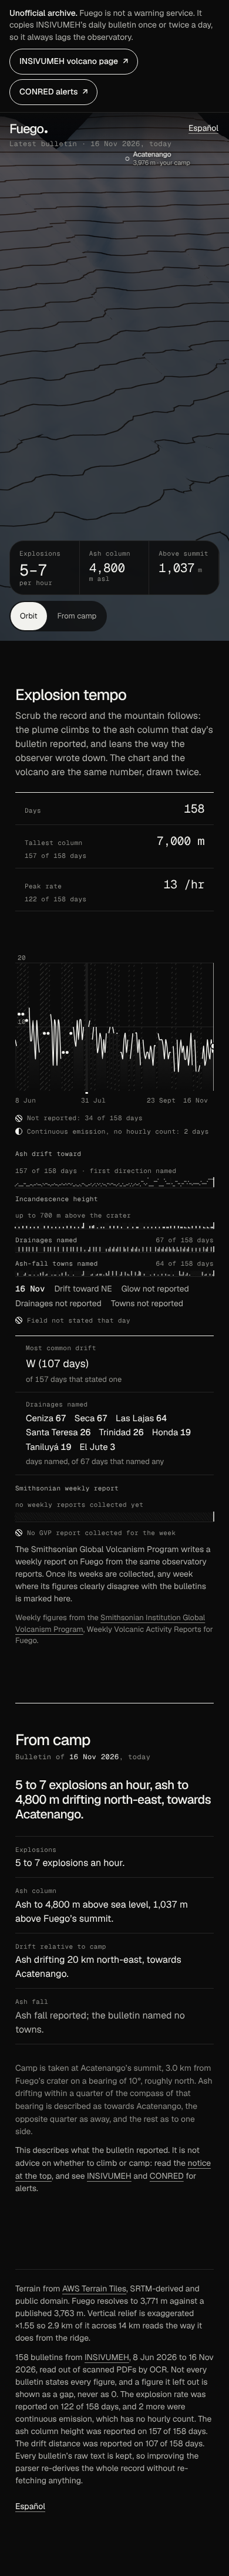 Unofficial archive. Fuego is not a warning service. It
copies INSIVUMEH's daily bulletin once or twice a day,
so it always lags the observatory.
INSIVUMEH volcano page ↗
CONRED alerts ↗
Fuego.
Español
Latest bulletin · 16 Nov 2026, today
Acatenango
3,976 m · your camp
Explosions
5–7
per hour
Ash column
4,800
m asl
Above summit
1,037 m
Orbit
From camp
Explosion tempo
Scrub the record and the mountain follows:
the plume climbs to the ash column that day's
bulletin reported, and leans the way the
observer wrote down. The chart and the
volcano are the same number, drawn twice.
Days
158
Tallest column
7,000 m
157 of 158 days
Peak rate
13 /hr
122 of 158 days
20
10
8 Jun
31 Jul
23 Sept
16 Nov
Not reported: 34 of 158 days
Continuous emission, no hourly count: 2 days
Ash drift toward
157 of 158 days · first direction named
Incandescence height
up to 700 m above the crater
Drainages named
67 of 158 days
Ash-fall towns named
64 of 158 days
16 Nov Drift toward NE Glow not reported
Drainages not reported Towns not reported
Field not stated that day
Most common drift
W (107 days)
of 157 days that stated one
Drainages named
Ceniza 67 Seca 67 Las Lajas 64
Santa Teresa 26 Trinidad 26 Honda 19
Taniluyá 19 El Jute 3
days named, of 67 days that named any
Smithsonian weekly report
no weekly reports collected yet
No GVP report collected for the week
The Smithsonian Global Volcanism Program writes a
weekly report on Fuego from the same observatory
reports. Once its weeks are collected, any week
where its figures clearly disagree with the bulletins
is marked here.
Weekly figures from the Smithsonian Institution Global
Volcanism Program, Weekly Volcanic Activity Reports for
Fuego.
From camp
Bulletin of 16 Nov 2026, today
5 to 7 explosions an hour, ash to
4,800 m drifting north-east, towards
Acatenango.
Explosions
5 to 7 explosions an hour.
Ash column
Ash to 4,800 m above sea level, 1,037 m
above Fuego's summit.
Drift relative to camp
Ash drifting 20 km north-east, towards
Acatenango.
Ash fall
Ash fall reported; the bulletin named no
towns.
Camp is taken at Acatenango's summit, 3.0 km from
Fuego's crater on a bearing of 10°, roughly north. Ash
drifting within a quarter of the compass of that
bearing is described as towards Acatenango, the
opposite quarter as away, and the rest as to one
side.
This describes what the bulletin reported. It is not
advice on whether to climb or camp: read the notice
at the top, and see INSIVUMEH and CONRED for
alerts.
Terrain from AWS Terrain Tiles, SRTM-derived and
public domain. Fuego resolves to 3,771 m against a
published 3,763 m. Vertical relief is exaggerated
×1.55 so 2.9 km of it across 14 km reads the way it
does from the ridge.
158 bulletins from INSIVUMEH, 8 Jun 2026 to 16 Nov
2026, read out of scanned PDFs by OCR. Not every
bulletin states every figure, and a figure it left out is
shown as a gap, never as 0. The explosion rate was
reported on 122 of 158 days, and 2 more were
continuous emission, which has no hourly count. The
ash column height was reported on 157 of 158 days.
The drift distance was reported on 107 of 158 days.
Every bulletin's raw text is kept, so improving the
parser re-derives the whole record without re-
fetching anything.
Español